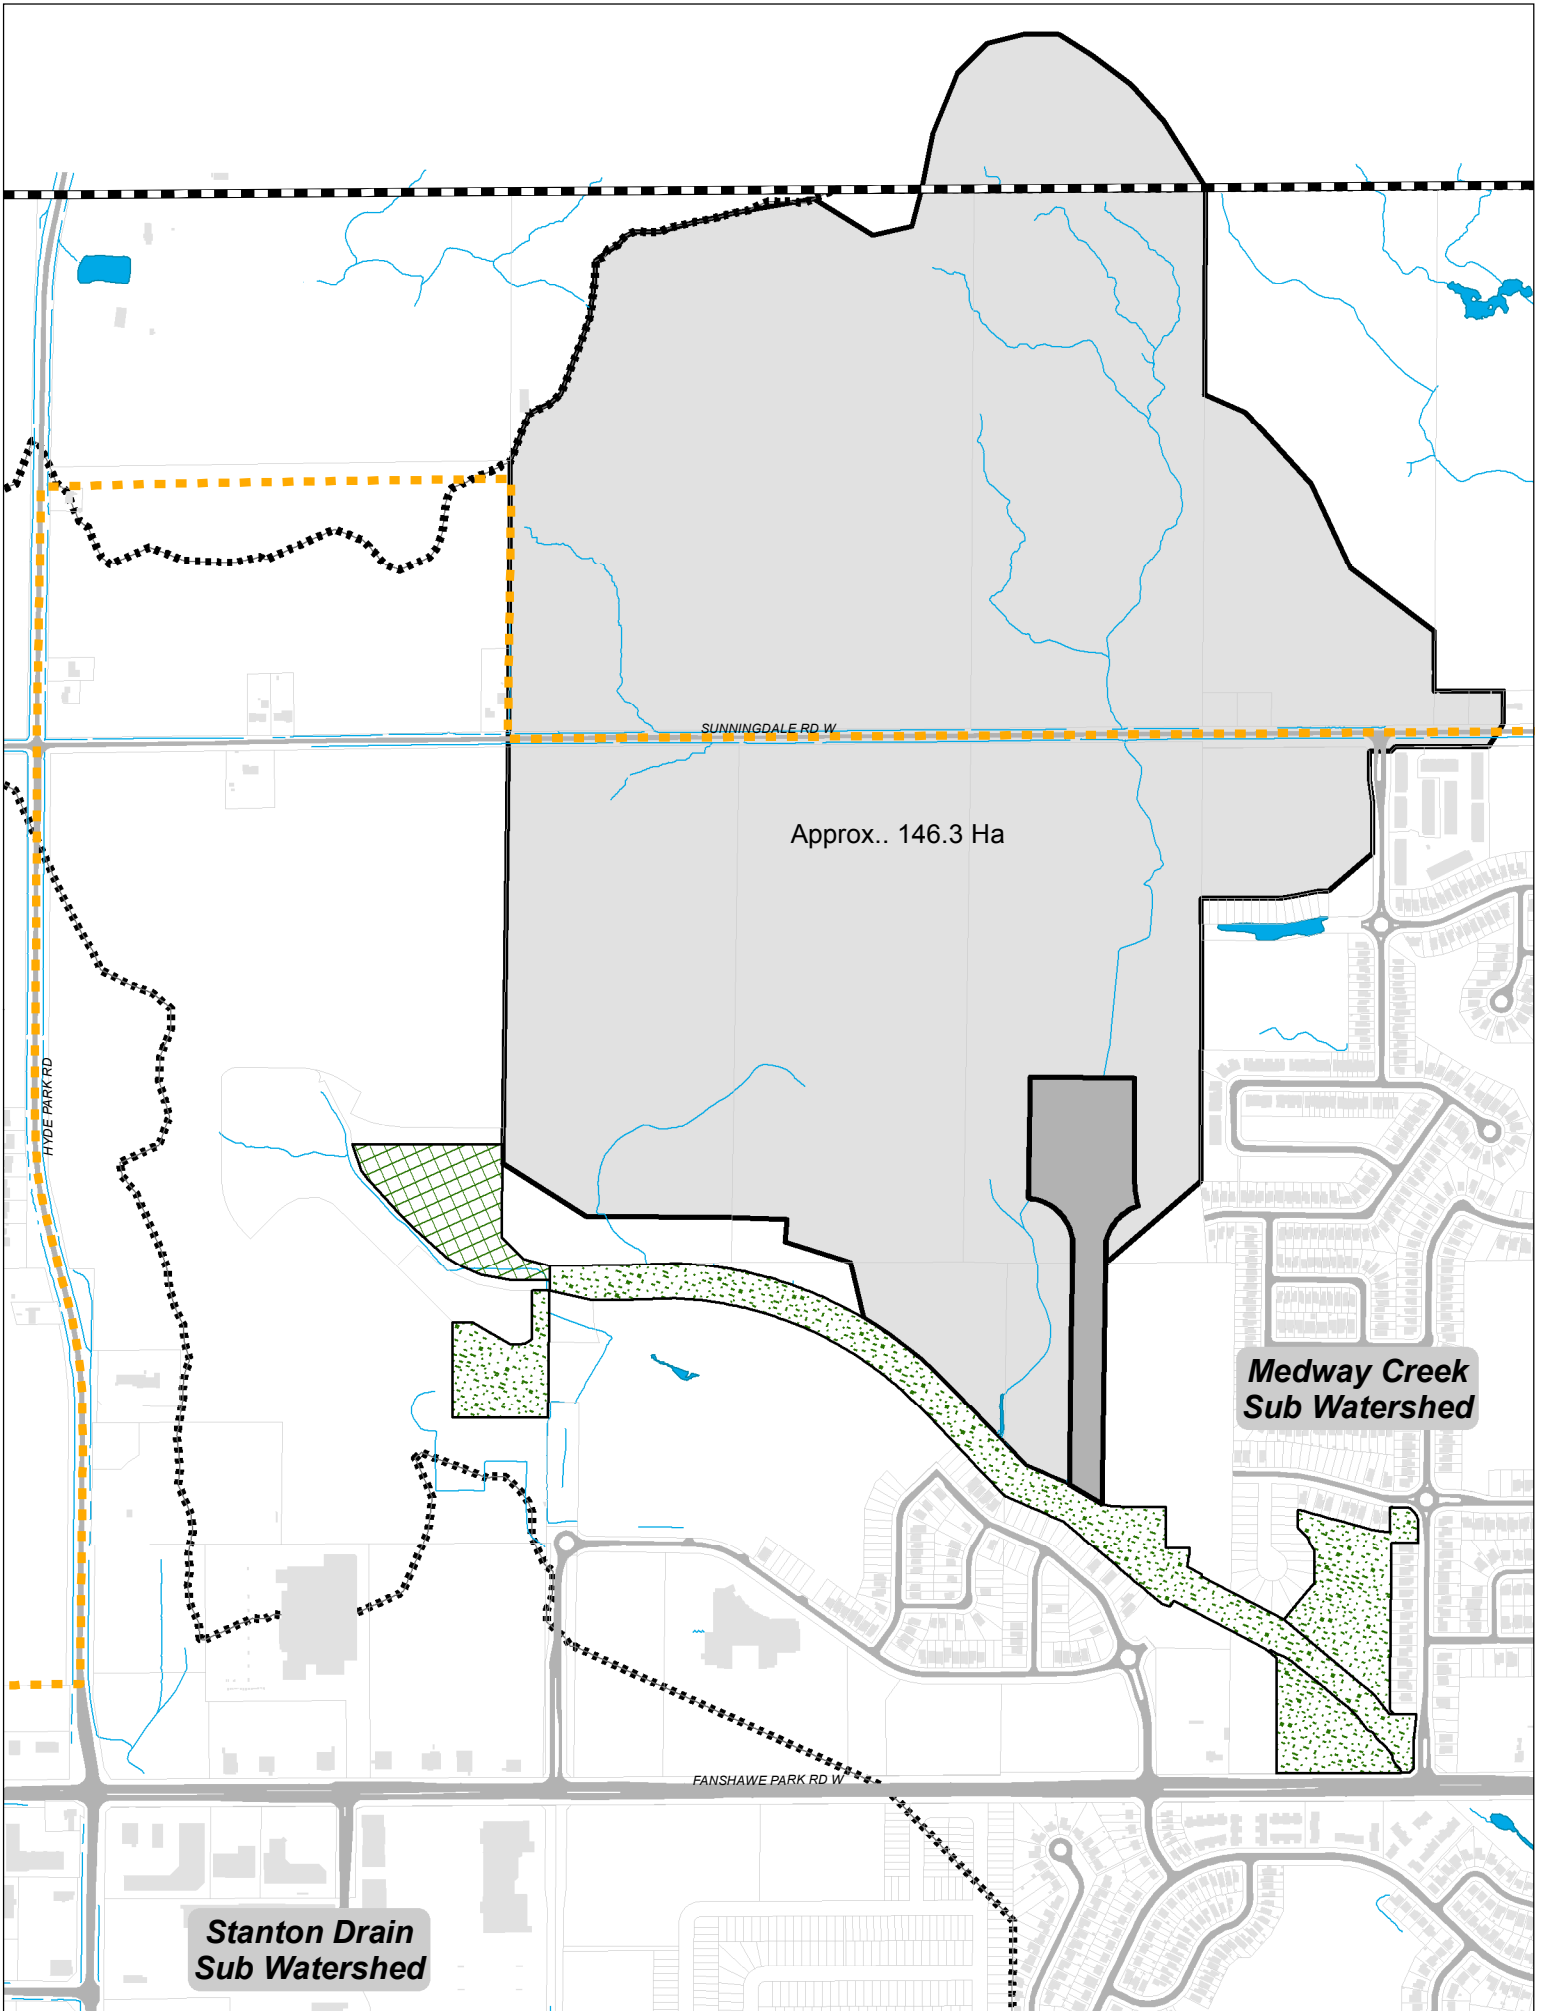 SUNNINGDALE RD W
Approx.. 146.3 Ha
HYDE PARK RD
Medway Creek
Sub Watershed
FANSHAWE PARK RD W
Stanton Drain
Sub Watershed